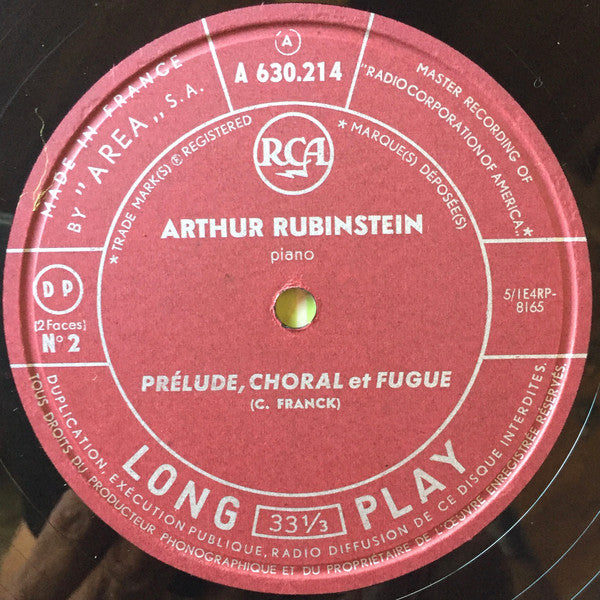 A
A 630.214
MADE IN FRANCE
BY "AREA„ S.A.
MASTER RECORDING OF
"RADIO CORPORATION OF AMERICA"
★ TRADE MARK(S) ® REGISTERED
★ MARQUE(S) DÉPOSÉE(S)
RCA
ARTHUR RUBINSTEIN
piano
DP
(2 Faces)
N° 2
5/1E4RP-
8165
PRÉLUDE, CHORAL et FUGUE
(C. FRANCK)
LONG PLAY
33 1/3
DUPLICATION, EXÉCUTION PUBLIQUE, RADIO DIFFUSION DE CE DISQUE INTERDITES.
TOUS DROITS DU PRODUCTEUR PHONOGRAPHIQUE ET DU PROPRIÉTAIRE DE L'ŒUVRE ENREGISTRÉE RÉSERVÉS.